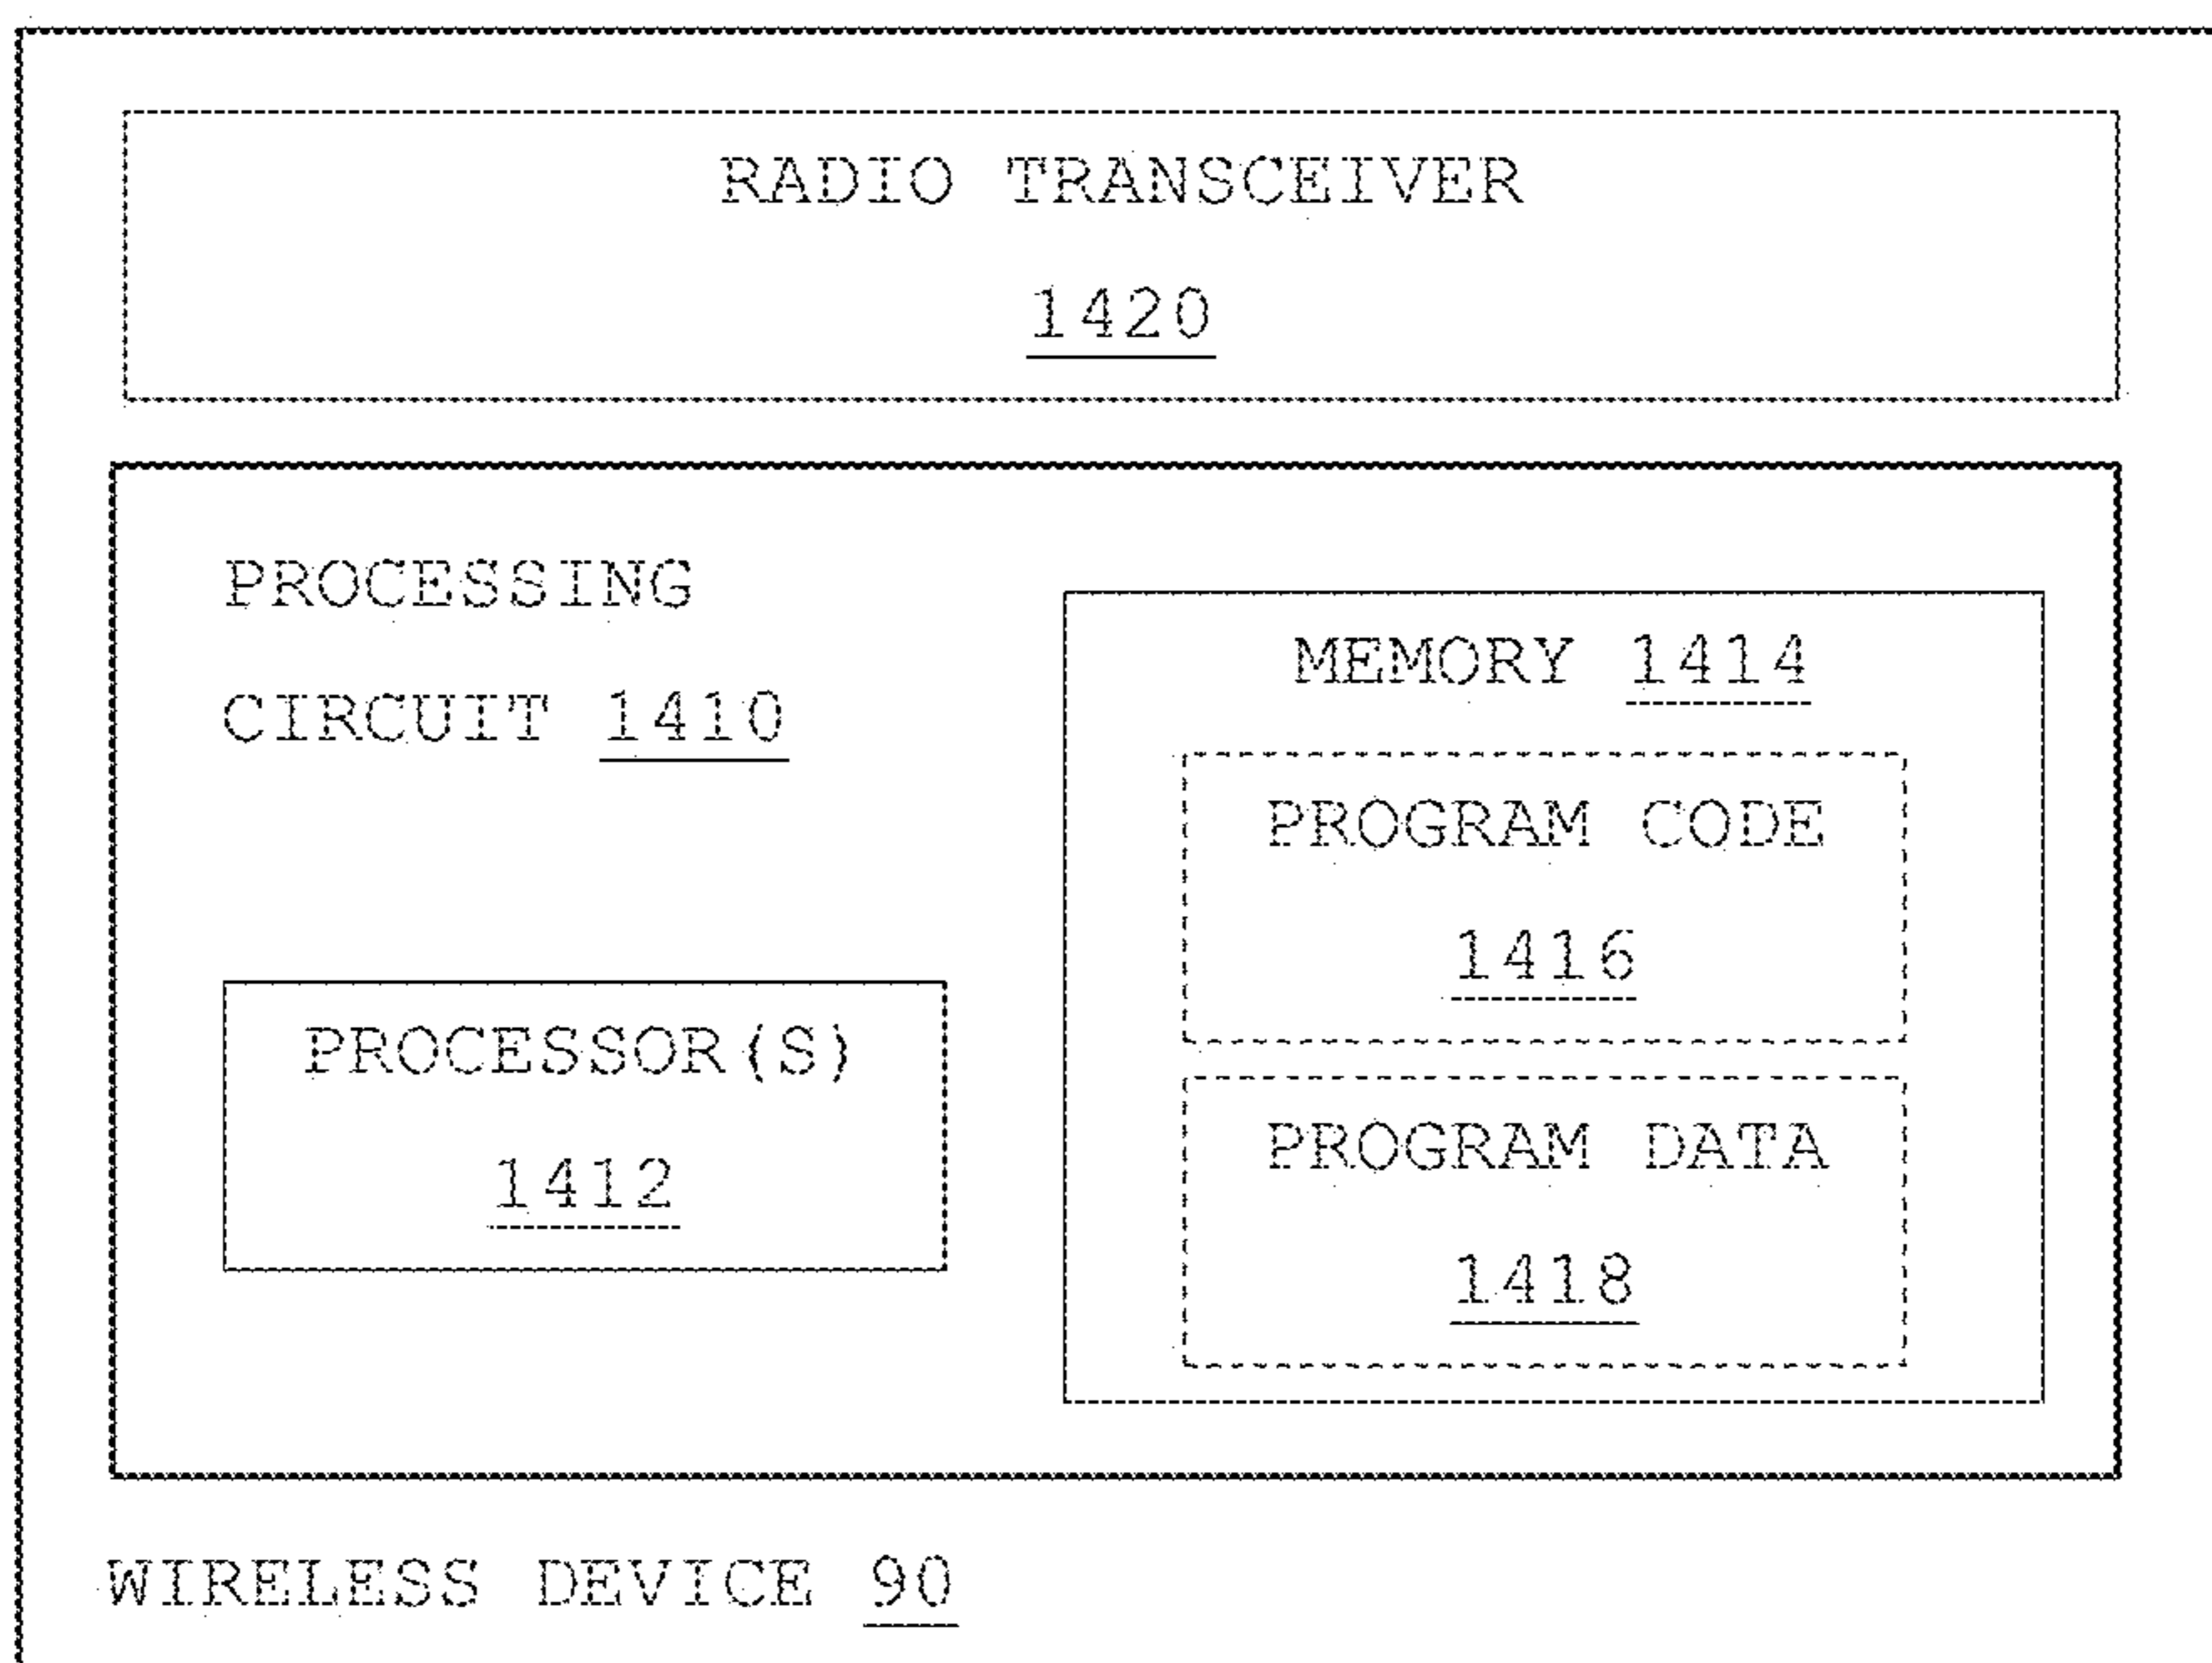 RADIO TRANSCEIVER
1420
PROCESSING
CIRCUIT 1410
MEMORY 1414
PROGRAM CODE
1416
PROCESSOR(S)
1412
PROGRAM DATA
1418
WIRELESS DEVICE 90